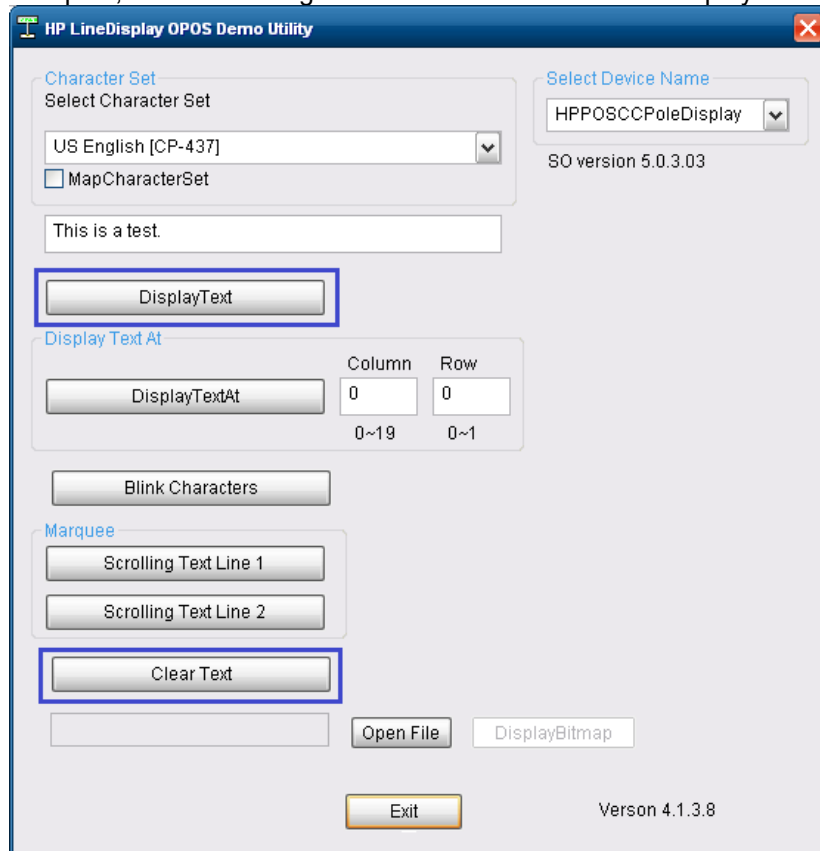 HP LineDisplay OPOS Demo Utility
Character Set
Select Character Set
US English [CP-437]
MapCharacterSet
Select Device Name
HPPOSCCPoleDisplay
SO version 5.0.3.03
This is a test.
DisplayText
Display Text At
Column Row
DisplayTextAt 0 0
0~19 0~1
Blink Characters
Marquee
Scrolling Text Line 1
Scrolling Text Line 2
Clear Text
Open File DisplayBitmap
Exit Verson 4.1.3.8